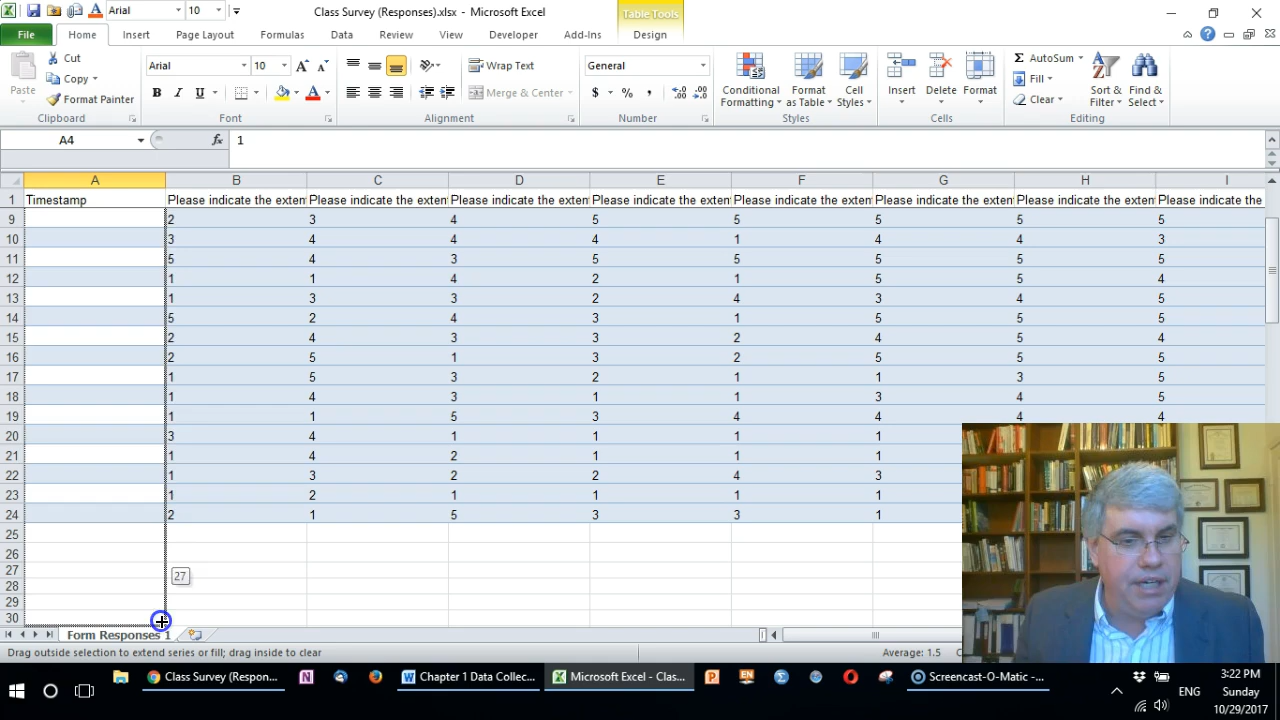 Arial 10 Class Survey (Responses).xlsx - Microsoft Excel Table Tools
File Home Insert Page Layout Formulas Data Review View Developer Add-Ins Design
Cut
Copy
Format Painter
Paste
Clipboard
Arial 10
B I U A
Font
Wrap Text
Merge & Center
Alignment
General
$ % ,
Number
Conditional Formatting
Format as Table
Cell Styles
Styles
Insert
Delete
Format
Cells
AutoSum
Fill
Clear
Sort & Filter
Find & Select
Editing
A4 fx 1
A B C D E F G H I
1 Timestamp Please indicate the exten Please indicate the exten Please indicate the exten Please indicate the exten Please indicate the exten Please indicate the exten Please indicate the exten Please indicate the
9 2 3 4 5 5 5 5 5
10 3 4 4 4 1 4 4 3
11 5 4 3 5 5 5 5 5
12 1 1 4 2 1 5 5 4
13 1 3 3 2 4 3 4 5
14 5 2 4 3 1 5 5 5
15 2 4 3 3 2 4 5 4
16 2 5 1 3 2 5 5 5
17 1 5 3 2 1 1 3 5
18 1 4 3 1 1 3 4 5
19 1 1 5 3 4 4 4 4
20 3 4 1 1 1 1
21 1 4 2 1 1 1
22 1 3 2 2 4 3
23 1 2 1 1 1 1
24 2 1 5 3 3 1
25
26
27
28 27
29
30
Form Responses 1
Drag outside selection to extend series or fill; drag inside to clear Average: 1.5
Class Survey (Respon... Chapter 1 Data Collec... Microsoft Excel - Clas... Screencast-O-Matic -... ENG 3:22 PM
Sunday
10/29/2017